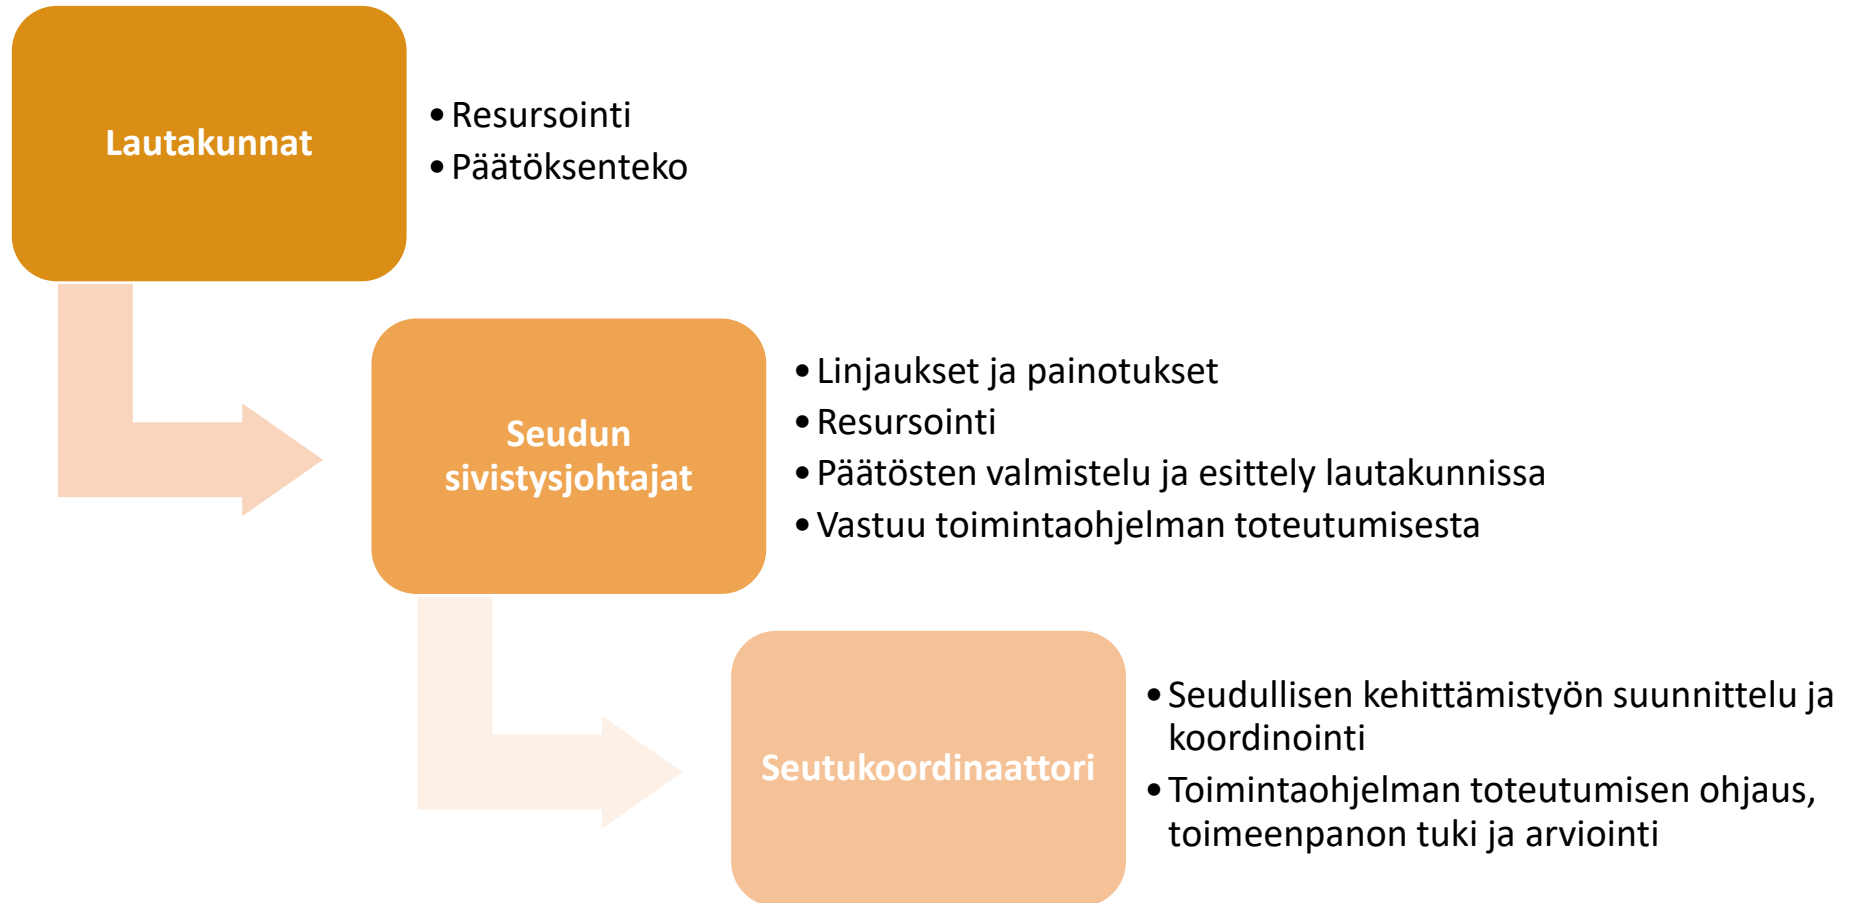 Lautakunnat
• Resursointi
• Päätöksenteko
Seudun
sivistysjohtajat
• Linjaukset ja painotukset
• Resursointi
• Päätösten valmistelu ja esittely lautakunnissa
• Vastuu toimintaohjelman toteutumisesta
Seutukoordinaattori
• Seudullisen kehittämistyön suunnittelu ja
koordinointi
• Toimintaohjelman toteutumisen ohjaus,
toimeenpanon tuki ja arviointi